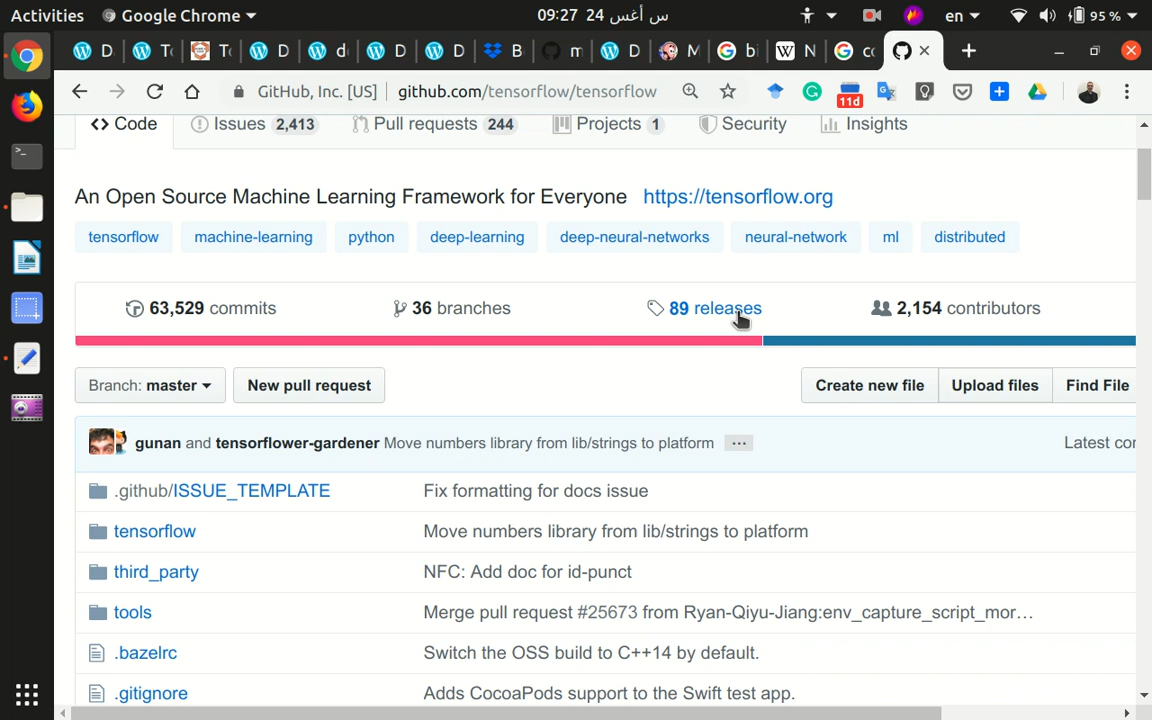 Activities Google Chrome 09:27 24 أغس س en 95 %
D To To D d D D B m D M bi N co
GitHub, Inc. [US] github.com/tensorflow/tensorflow 11d
Code Issues 2,413 Pull requests 244 Projects 1 Security Insights
An Open Source Machine Learning Framework for Everyone https://tensorflow.org
tensorflow machine-learning python deep-learning deep-neural-networks neural-network ml distributed
63,529 commits 36 branches 89 releases 2,154 contributors
Branch: master New pull request Create new file Upload files Find File
gunan and tensorflower-gardener Move numbers library from lib/strings to platform ... Latest cor
.github/ISSUE_TEMPLATE Fix formatting for docs issue
tensorflow Move numbers library from lib/strings to platform
third_party NFC: Add doc for id-punct
tools Merge pull request #25673 from Ryan-Qiyu-Jiang:env_capture_script_mor…
.bazelrc Switch the OSS build to C++14 by default.
.gitignore Adds CocoaPods support to the Swift test app.